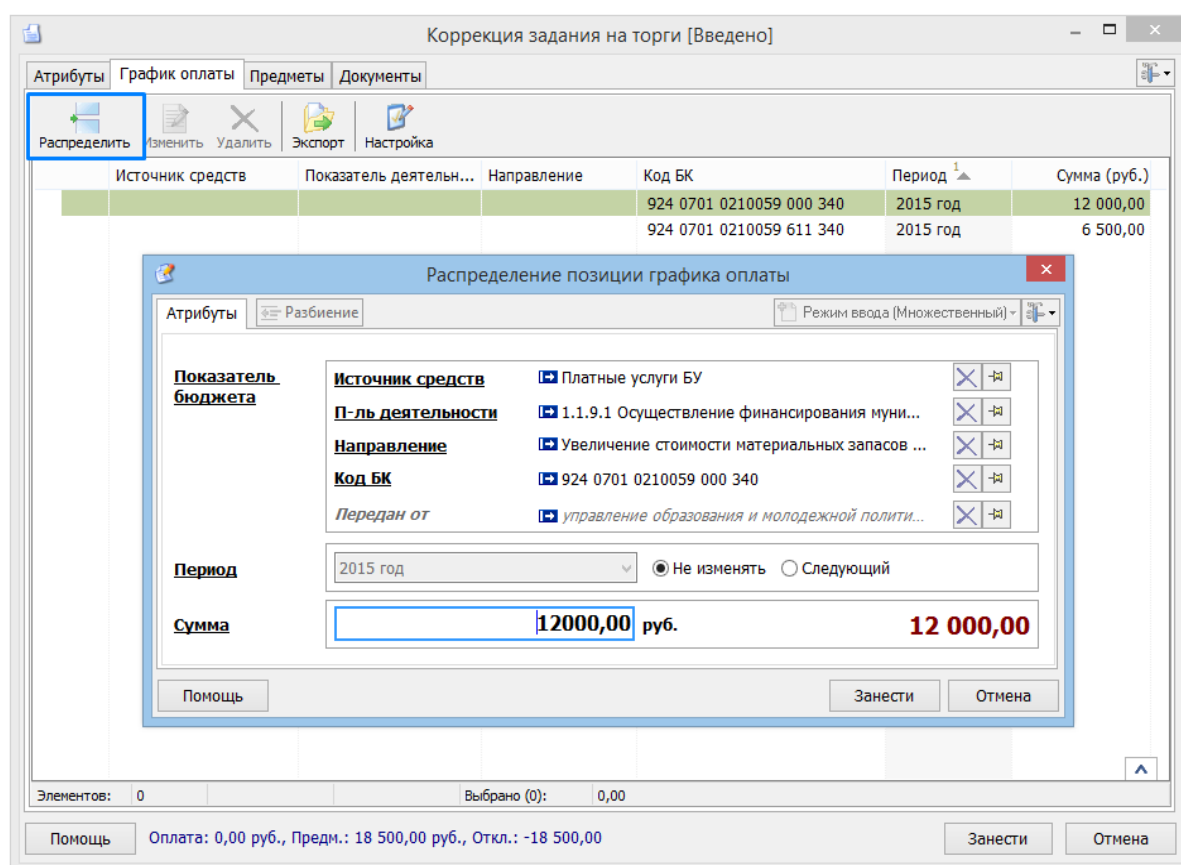 Коррекция задания на торги [Введено]
Атрибуты График оплаты Предметы Документы
Распределить Изменить Удалить Экспорт Настройка
Источник средств Показатель деятельн... Направление Код БК Период 1 Сумма (руб.)
924 0701 0210059 000 340 2015 год 12 000,00
924 0701 0210059 611 340 2015 год 6 500,00
Распределение позиции графика оплаты
Атрибуты Разбиение Режим ввода (Множественный)
Показатель бюджета
Источник средств Платные услуги БУ
П-ль деятельности 1.1.9.1 Осуществление финансирования муни...
Направление Увеличение стоимости материальных запасов ...
Код БК 924 0701 0210059 000 340
Передан от управление образования и молодежной полити...
Период 2015 год Не изменять Следующий
Сумма 12000,00 руб. 12 000,00
Помощь Занести Отмена
Элементов: 0 Выбрано (0): 0,00
Помощь Оплата: 0,00 руб., Предм.: 18 500,00 руб., Откл.: -18 500,00 Занести Отмена